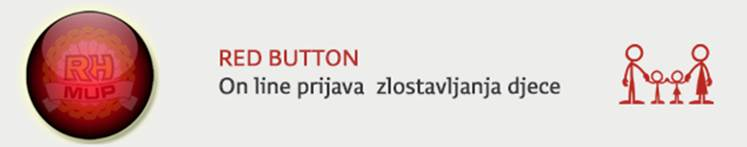 RH
MUP
RED BUTTON
On line prijava  zlostavljanja djece